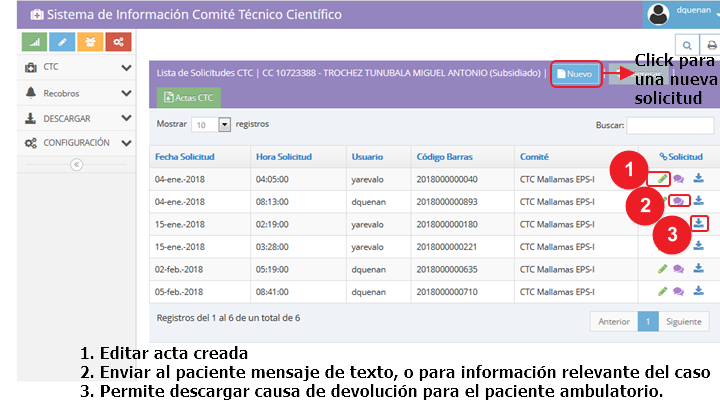 Sistema de Información Comité Técnico Científico
dquenan
CTC
Recobros
DESCARGAR
CONFIGURACIÓN
Lista de Solicitudes CTC | CC 10723388 - TROCHEZ TUNUBALA MIGUEL ANTONIO (Subsidiado) |
Nuevo
Click para
una nueva
solicitud
Actas CTC
Mostrar 10 registros
Buscar:
Fecha Solicitud Hora Solicitud Usuario Código Barras Comité Solicitud
04-ene.-2018 04:05:00 yarevalo 2018000000040 CTC Mallamas EPS-I 1
04-ene.-2018 08:13:00 dquenan 2018000000893 CTC Mallamas EPS-I 2
15-ene-2018 02:19:00 yarevalo 2018000000180 CTC Mallamas EPS-I 3
15-ene.-2018 03:28:00 yarevalo 2018000000221 CTC Mallamas EPS-I
02-feb.-2018 05:19:00 dquenan 2018000000635 CTC Mallamas EPS-I
05-feb.-2018 08:41:00 dquenan 2018000000710 CTC Mallamas EPS-I
Registros del 1 al 6 de un total de 6
Anterior 1 Siguiente
1. Editar acta creada
2. Enviar al paciente mensaje de texto, o para información relevante del caso
3. Permite descargar causa de devolución para el paciente ambulatorio.